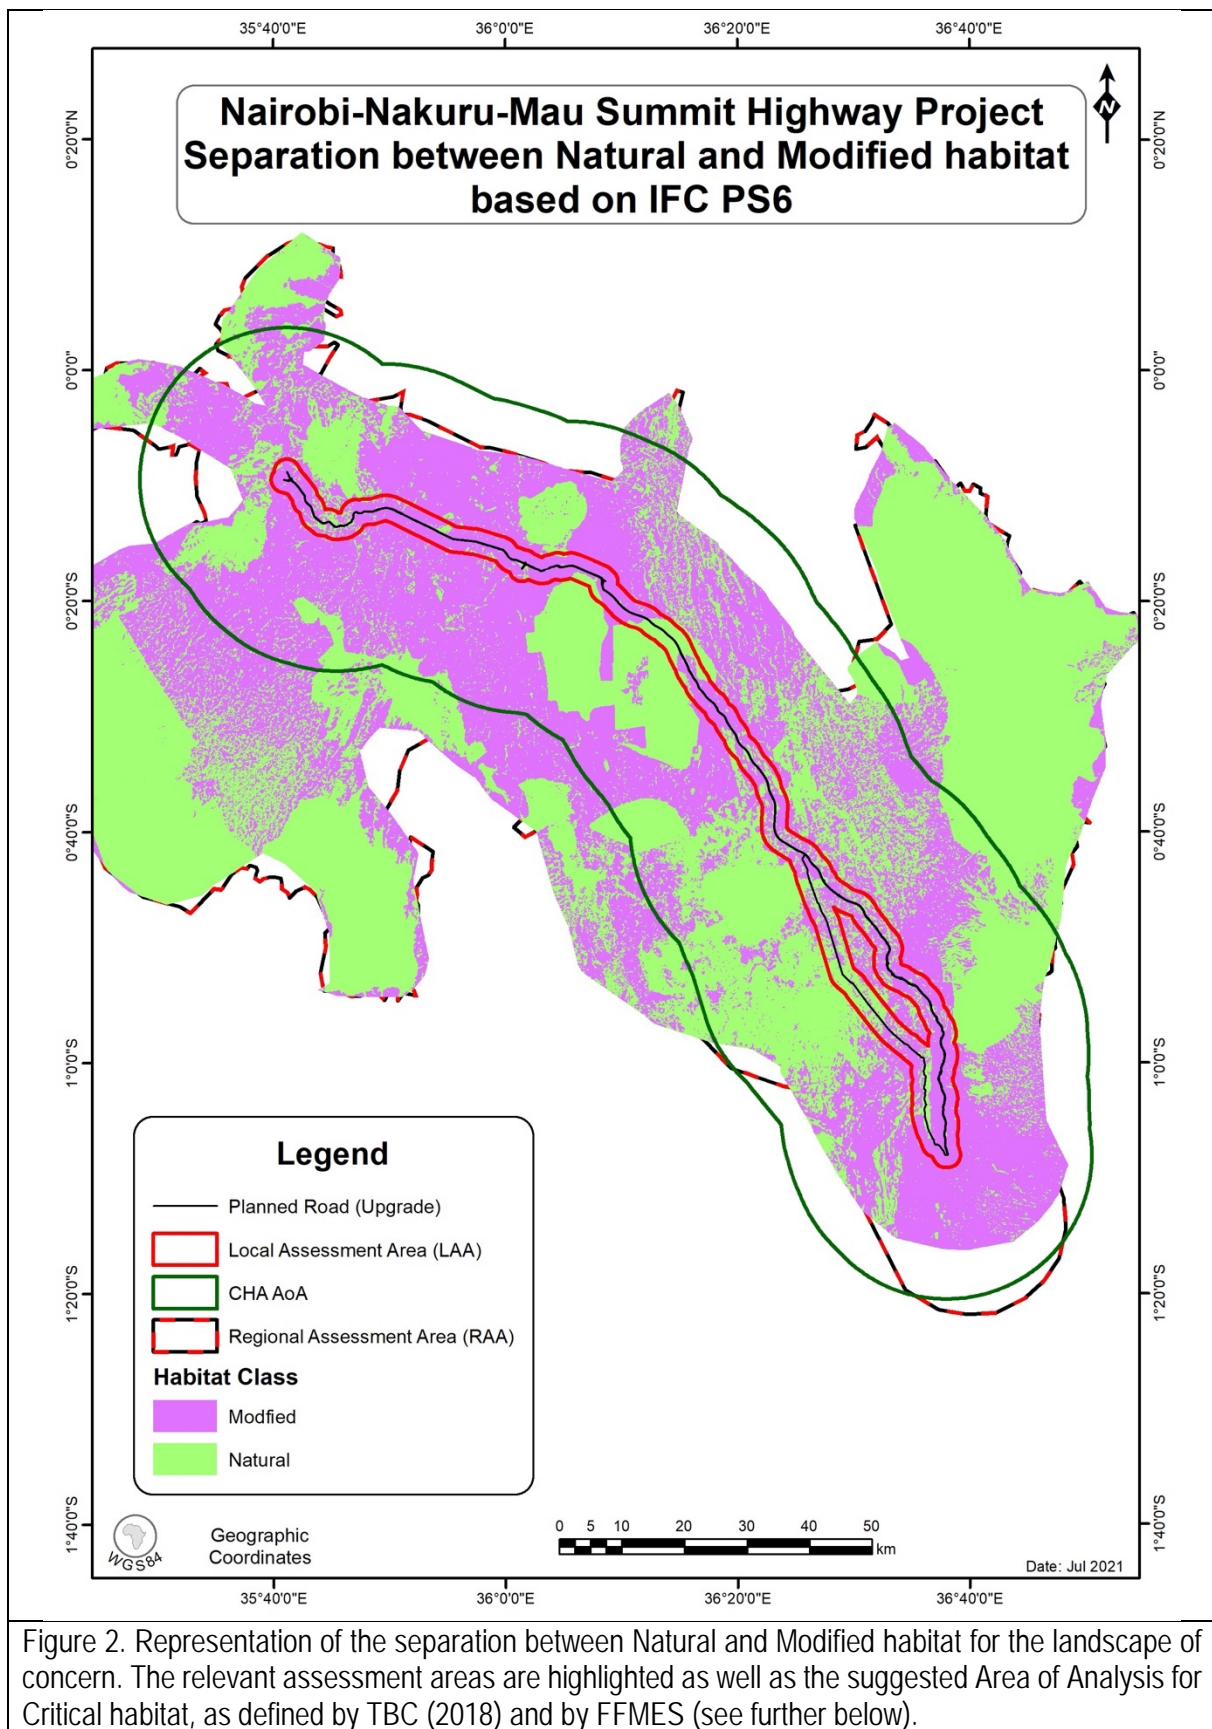 35°40'0"E
36°0'0"E
36°20'0"E
36°40'0"E
Nairobi-Nakuru-Mau Summit Highway Project
Separation between Natural and Modified habitat
based on IFC PS6
N
0°20'0"N
0°20'0"N
0°0'0"
0°0'0"
0°20'0"S
0°20'0"S
0°40'0"S
0°40'0"S
1°0'0"S
1°0'0"S
1°20'0"S
1°20'0"S
1°40'0"S
1°40'0"S
Legend
Planned Road (Upgrade)
Local Assessment Area (LAA)
CHA AoA
Regional Assessment Area (RAA)
Habitat Class
Modfied
Natural
WGS84
Geographic
Coordinates
0 5 10 20 30 40 50
km
Date: Jul 2021
35°40'0"E
36°0'0"E
36°20'0"E
36°40'0"E
Figure 2. Representation of the separation between Natural and Modified habitat for the landscape of
concern. The relevant assessment areas are highlighted as well as the suggested Area of Analysis for
Critical habitat, as defined by TBC (2018) and by FFMES (see further below).